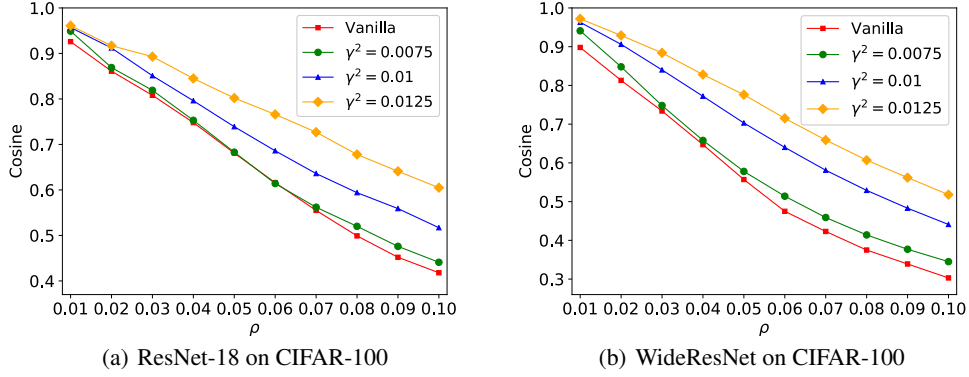 1.0
0.9
0.8
0.7
0.6
0.5
0.4
Cosine
Vanilla
γ² = 0.0075
γ² = 0.01
γ² = 0.0125
0.01 0.02 0.03 0.04 0.05 0.06 0.07 0.08 0.09 0.10
ρ
(a) ResNet-18 on CIFAR-100
1.0
0.9
0.8
0.7
0.6
0.5
0.4
0.3
Cosine
Vanilla
γ² = 0.0075
γ² = 0.01
γ² = 0.0125
0.01 0.02 0.03 0.04 0.05 0.06 0.07 0.08 0.09 0.10
ρ
(b) WideResNet on CIFAR-100